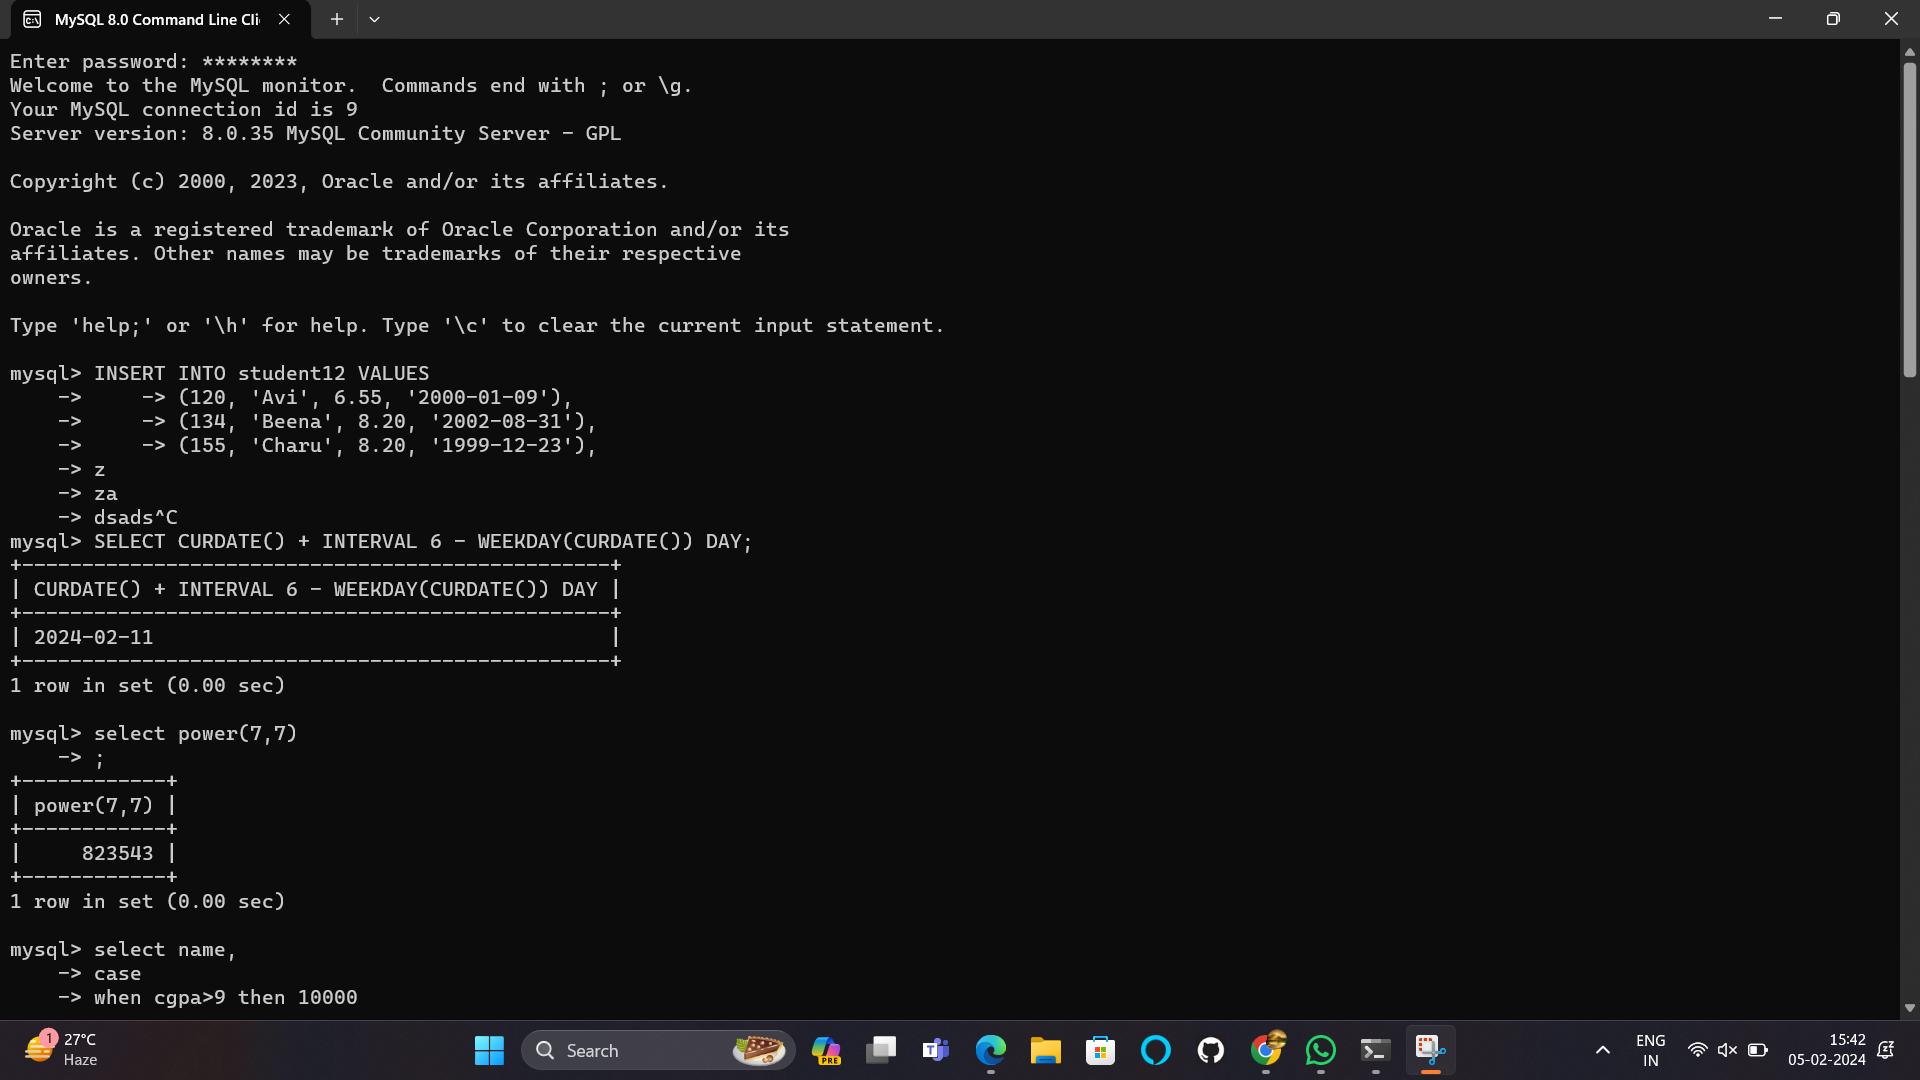 MySQL 8.0 Command Line Cli
Enter password: ********
Welcome to the MySQL monitor.  Commands end with ; or \g.
Your MySQL connection id is 9
Server version: 8.0.35 MySQL Community Server - GPL

Copyright (c) 2000, 2023, Oracle and/or its affiliates.

Oracle is a registered trademark of Oracle Corporation and/or its
affiliates. Other names may be trademarks of their respective
owners.

Type 'help;' or '\h' for help. Type '\c' to clear the current input statement.

mysql> INSERT INTO student12 VALUES
    ->     -> (120, 'Avi', 6.55, '2000-01-09'),
    ->     -> (134, 'Beena', 8.20, '2002-08-31'),
    ->     -> (155, 'Charu', 8.20, '1999-12-23'),
    -> z
    -> za
    -> dsads^C
mysql> SELECT CURDATE() + INTERVAL 6 - WEEKDAY(CURDATE()) DAY;
+-------------------------------------------------+
| CURDATE() + INTERVAL 6 - WEEKDAY(CURDATE()) DAY |
+-------------------------------------------------+
| 2024-02-11                                      |
+-------------------------------------------------+
1 row in set (0.00 sec)

mysql> select power(7,7)
    -> ;
+------------+
| power(7,7) |
+------------+
|     823543 |
+------------+
1 row in set (0.00 sec)

mysql> select name,
    -> case
    -> when cgpa>9 then 10000
1
27°C
Haze
Search
PRE
ENG
IN
15:42
05-02-2024